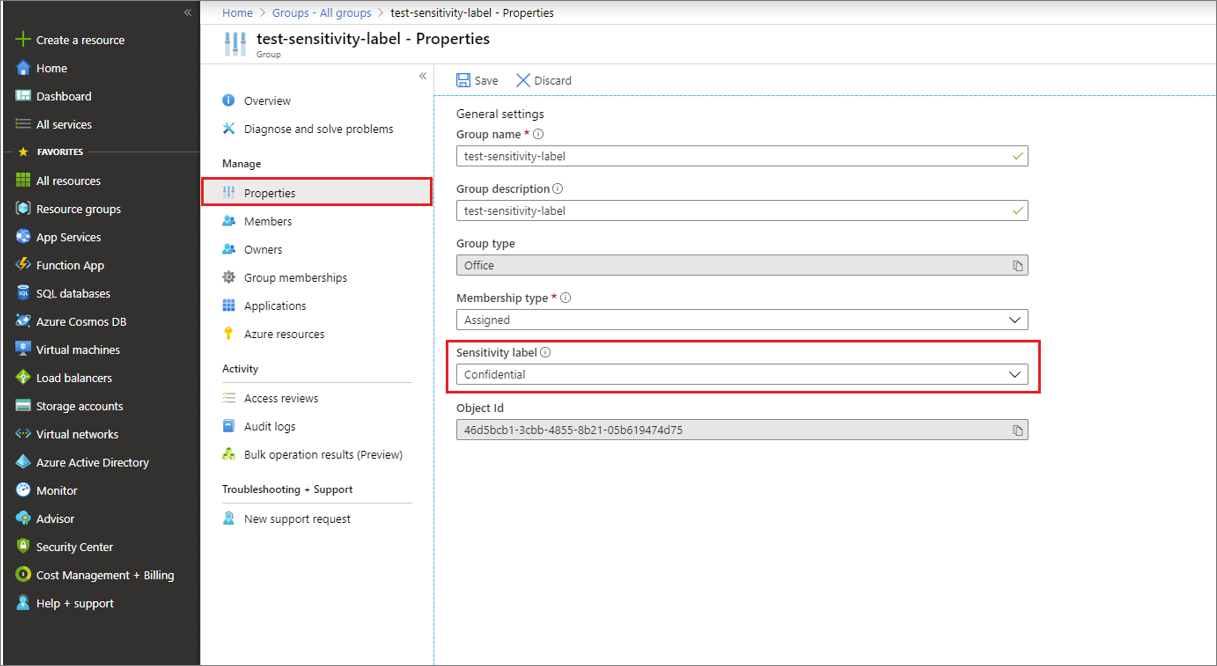 «
Create a resource
Home
Dashboard
All services
FAVORITES
All resources
Resource groups
App Services
Function App
SQL databases
Azure Cosmos DB
Virtual machines
Load balancers
Storage accounts
Virtual networks
Azure Active Directory
Monitor
Advisor
Security Center
Cost Management + Billing
Help + support
Home > Groups - All groups > test-sensitivity-label - Properties
test-sensitivity-label - Properties
Group
«
Overview
Diagnose and solve problems
Manage
Properties
Members
Owners
Group memberships
Applications
Azure resources
Activity
Access reviews
Audit logs
Bulk operation results (Preview)
Troubleshooting + Support
New support request
Save Discard
General settings
Group name *
test-sensitivity-label
Group description
test-sensitivity-label
Group type
Office
Membership type *
Assigned
Sensitivity label
Confidential
Object Id
46d5bcb1-3cbb-4855-8b21-05b619474d75